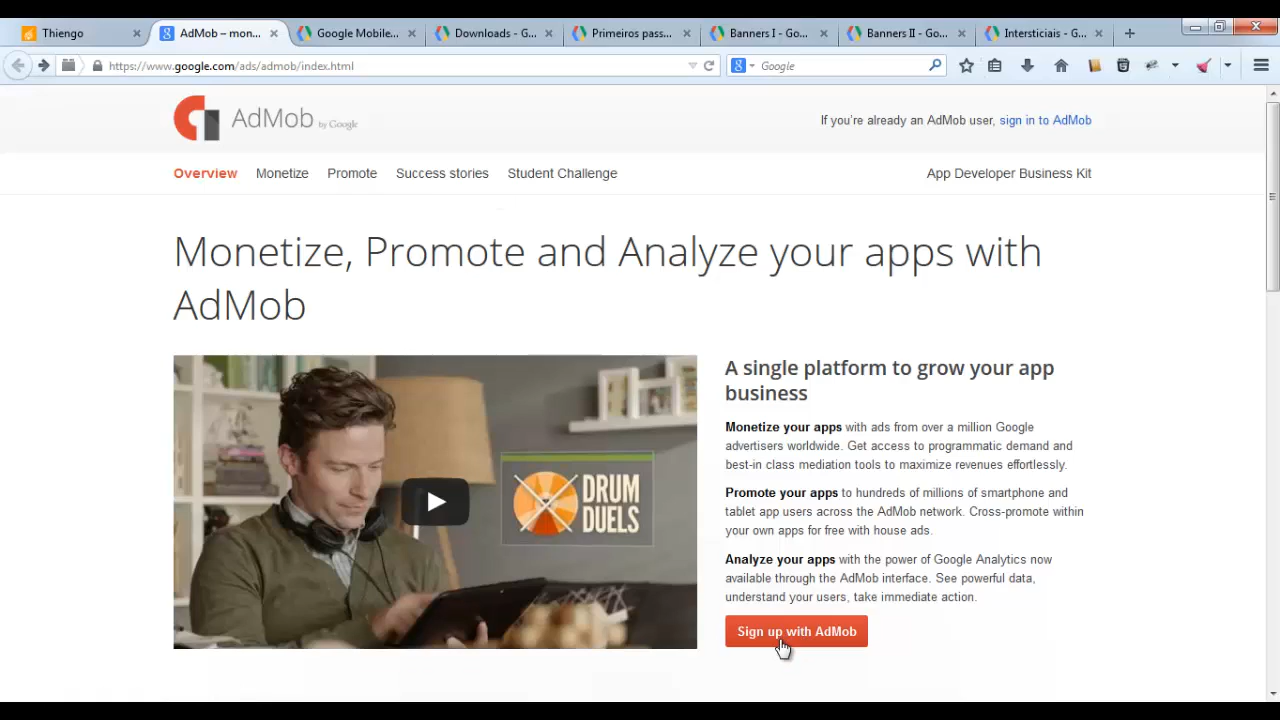 Thiengo
AdMob – mon...
Google Mobile...
Downloads - ...
Primeiros pass...
Banners I - Go...
Banners II - Go...
Intersticiais - G...
https://www.google.com/ads/admob/index.html
Google
AdMob by Google
If you're already an AdMob user, sign in to AdMob
Overview Monetize Promote Success stories Student Challenge App Developer Business Kit
Monetize, Promote and Analyze your apps with
AdMob
A single platform to grow your app
business
Monetize your apps with ads from over a million Google
advertisers worldwide. Get access to programmatic demand and
best-in class mediation tools to maximize revenues effortlessly.
Promote your apps to hundreds of millions of smartphone and
tablet app users across the AdMob network. Cross-promote within
your own apps for free with house ads.
Analyze your apps with the power of Google Analytics now
available through the AdMob interface. See powerful data,
understand your users, take immediate action.
Sign up with AdMob
DRUM
DUELS